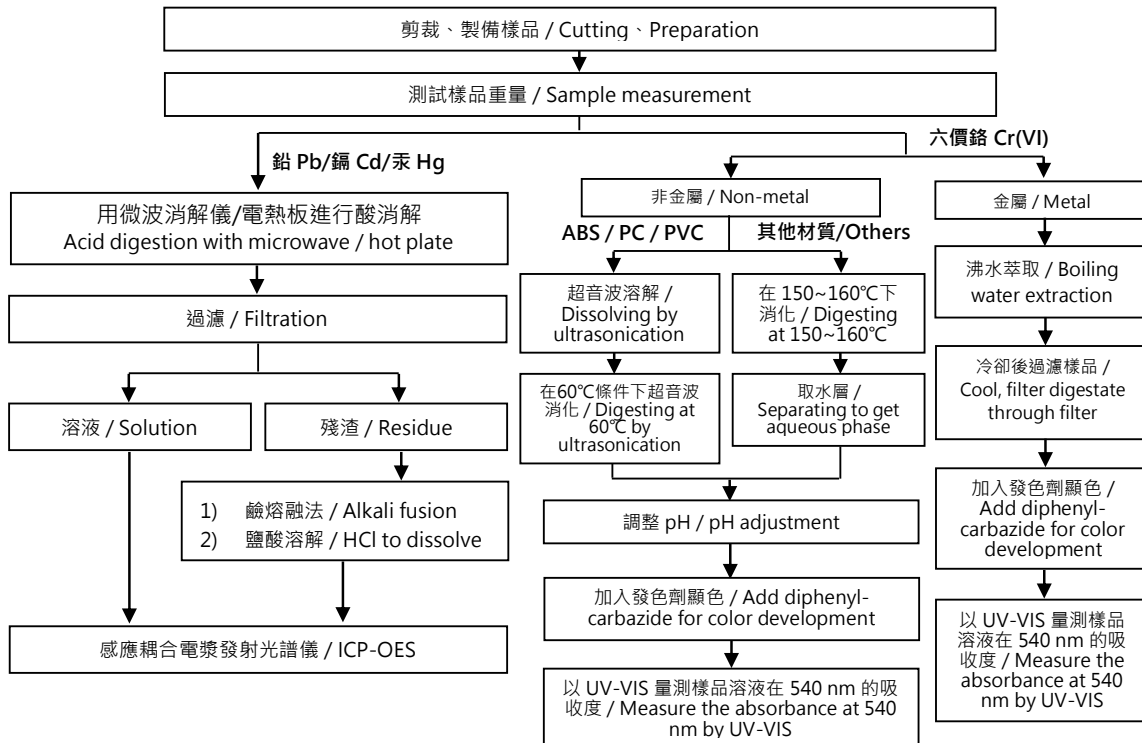 剪裁、製備樣品 / Cutting、Preparation
測試樣品重量 / Sample measurement
鉛 Pb/鎘 Cd/汞 Hg
六價鉻 Cr(VI)
用微波消解儀/電熱板進行酸消解
Acid digestion with microwave / hot plate
過濾 / Filtration
溶液 / Solution
殘渣 / Residue
1) 鹼熔融法 / Alkali fusion
2) 鹽酸溶解 / HCl to dissolve
感應耦合電漿發射光譜儀 / ICP-OES
非金屬 / Non-metal
ABS / PC / PVC
其他材質/Others
超音波溶解 /
Dissolving by
ultrasonication
在 150~160℃下
消化 / Digesting
at 150~160℃
在60℃條件下超音波
消化 / Digesting at
60℃ by
ultrasonication
取水層 /
Separating to get
aqueous phase
調整 pH / pH adjustment
加入發色劑顯色 / Add diphenyl-
carbazide for color development
以 UV-VIS 量測樣品溶液在 540 nm 的吸
收度 / Measure the absorbance at 540
nm by UV-VIS
金屬 / Metal
沸水萃取 / Boiling
water extraction
冷卻後過濾樣品 /
Cool, filter digestate
through filter
加入發色劑顯色 /
Add diphenyl-
carbazide for color
development
以 UV-VIS 量測樣品
溶液在 540 nm 的吸
收度 / Measure the
absorbance at 540
nm by UV-VIS